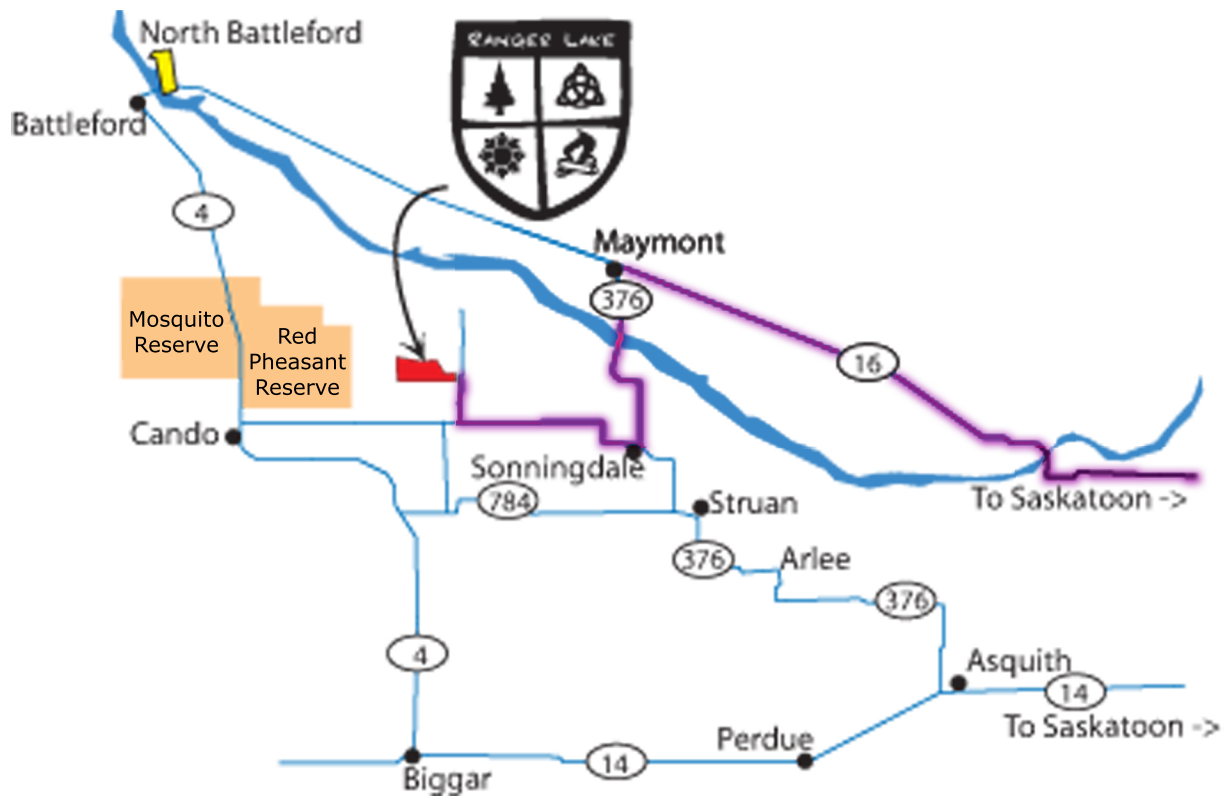 North Battleford
RANGER LAKE
Battleford
4
Maymont
376
Mosquito
Reserve
Red
Pheasant
Reserve
16
Cando
Sonningdale
784
To Saskatoon ->
Struan
376
Arlee
376
4
Asquith
14
To Saskatoon ->
Perdue
14
Biggar